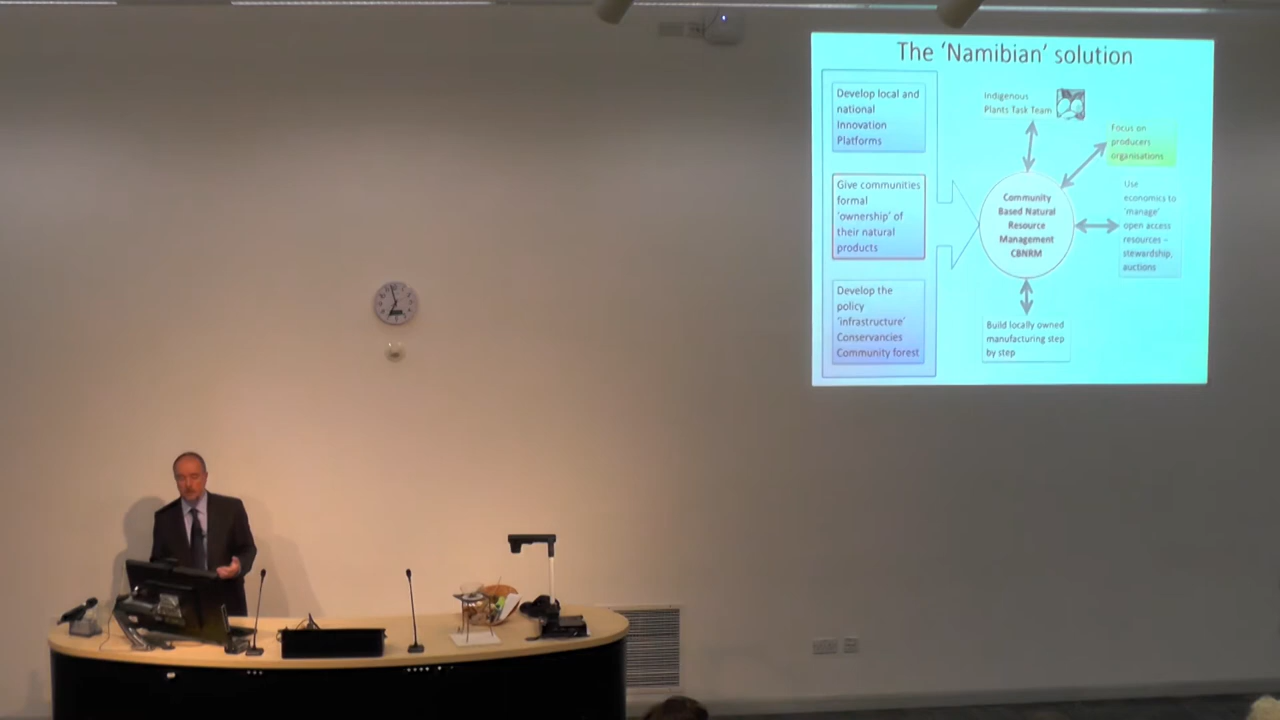 The 'Namibian' solution
Develop local and
national
Innovation
Platforms
Give communities
formal
'ownership' of
their natural
products
Develop the
policy
'infrastructure'
Conservancies
Community forest
Indigenous
Plants Task Team
Focus on
producers
organisations
Community
Based Natural
Resource
Management
CBNRM
Use
economics to
'manage'
open access
resources –
stewardship,
auctions
Build locally owned
manufacturing step
by step